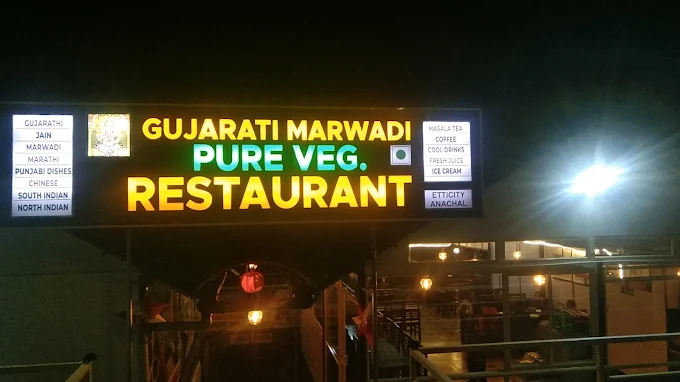 GUJARATHI
JAIN
MARWADI
MARATHI
PUNJABI DISHES
CHINESE
SOUTH INDIAN
NORTH INDIAN
GUJARATI MARWADI
PURE VEG.
RESTAURANT
MASALA TEA
COFFEE
COOL DRINKS
FRESH JUICE
ICE CREAM
ETTICITY
ANACHAL